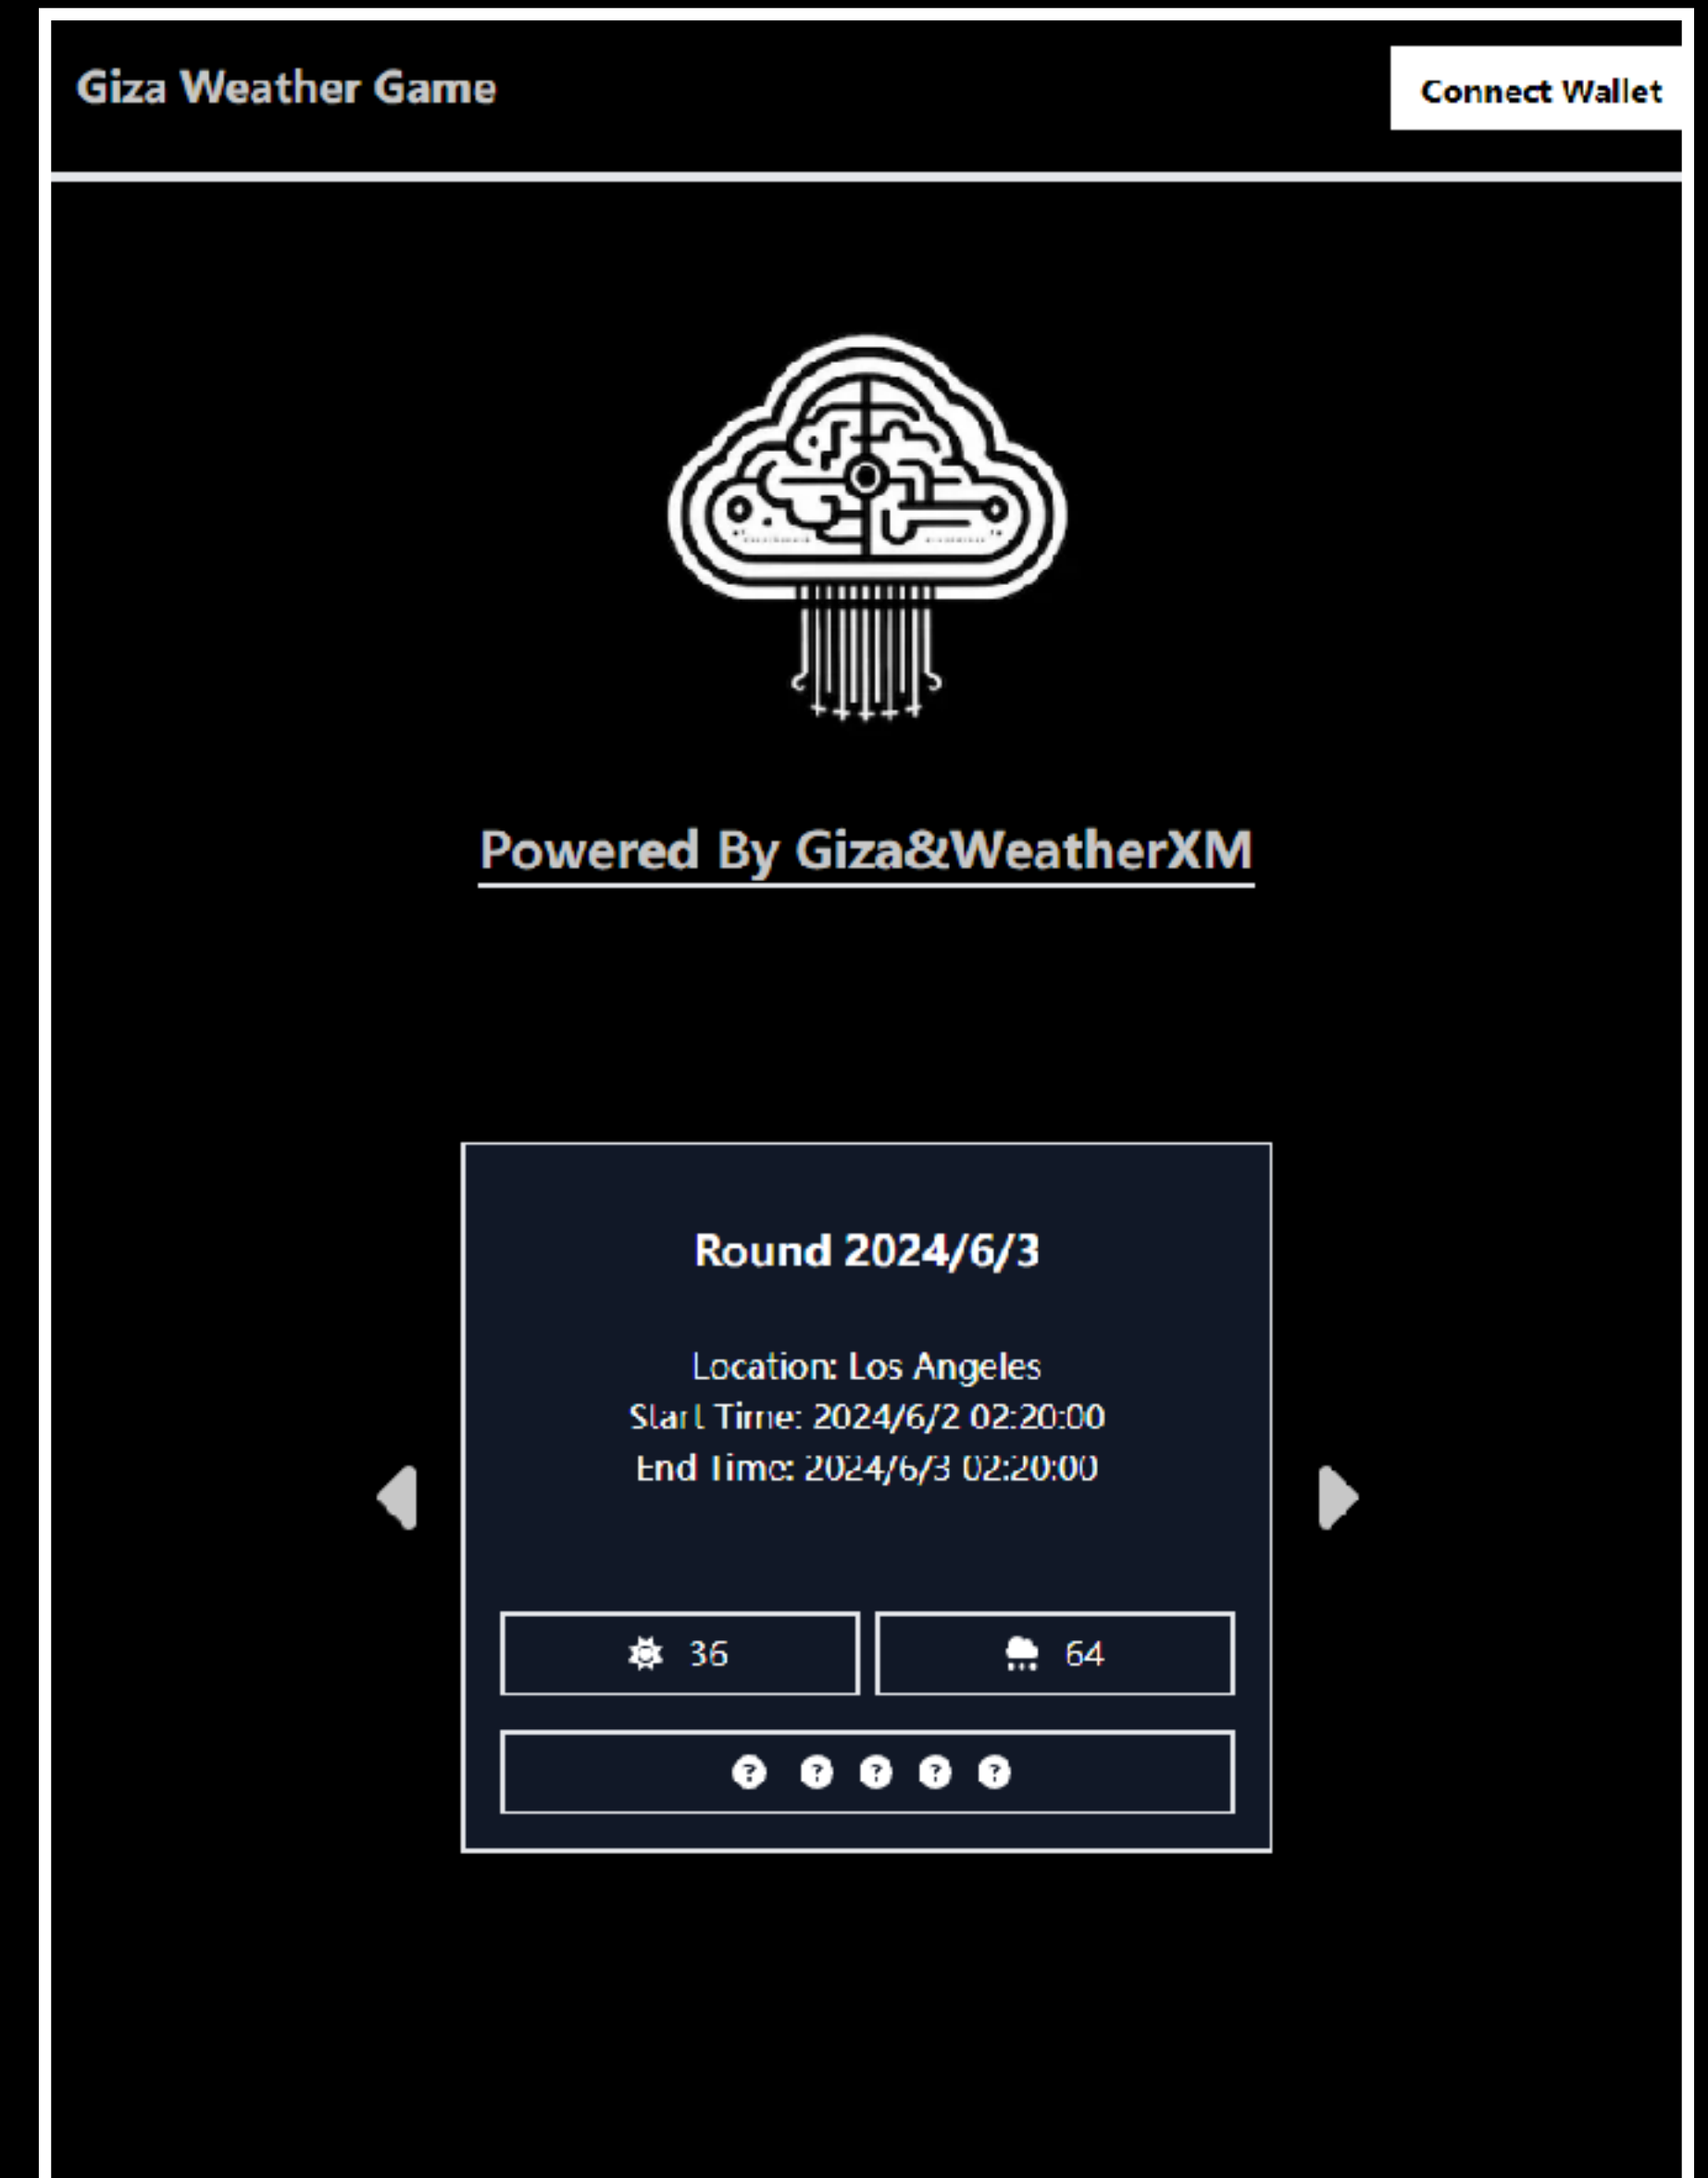 Giza Weather Game
Connect Wallet
Powered By Giza&WeatherXM
Round 2024/6/3
Location: Los Angeles
Start Time: 2024/6/2 02:20:00
End Time: 2024/6/3 02:20:00
36
64
? ? ? ? ?